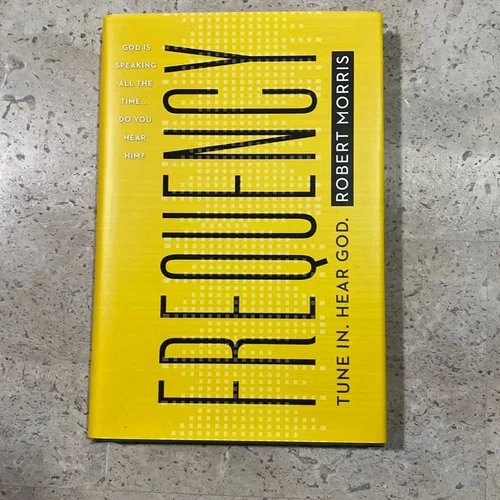 GOD IS
SPEAKING
ALL THE
TIME...
DO YOU
HEAR
HIM?
FREQUENCY
TUNE IN. HEAR GOD.
ROBERT MORRIS